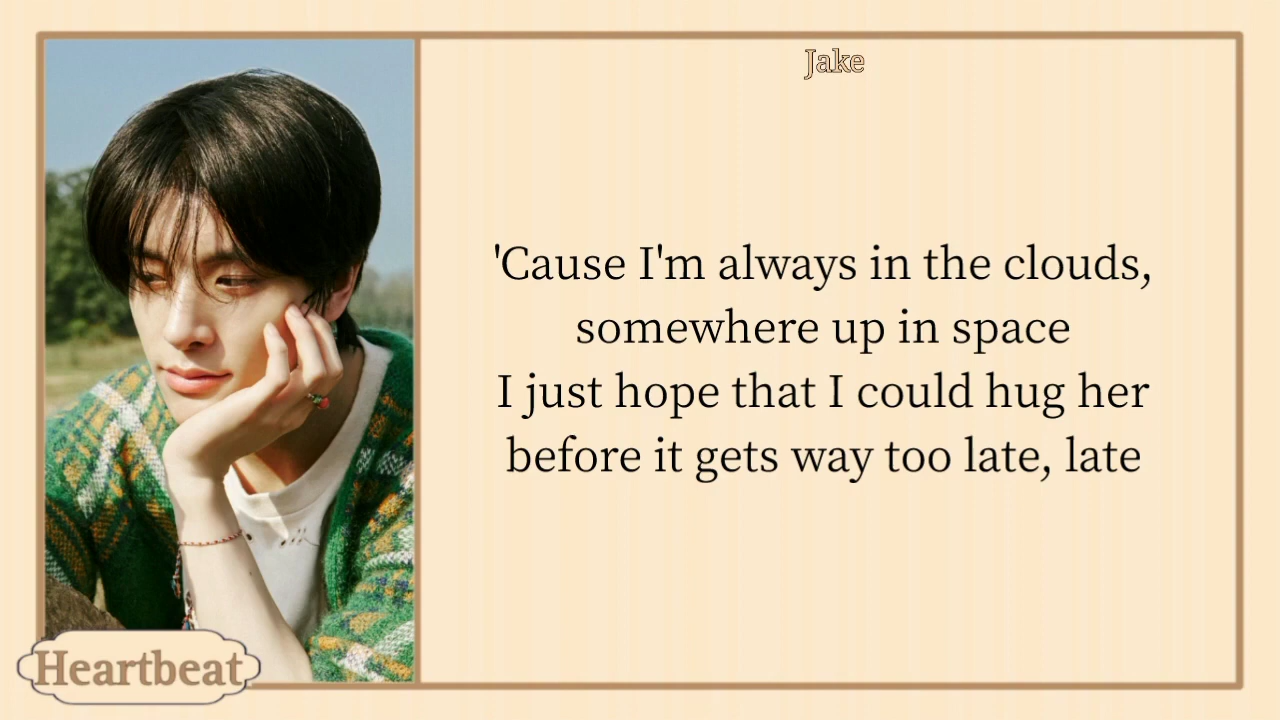 Jake
'Cause I'm always in the clouds,
somewhere up in space
I just hope that I could hug her
before it gets way too late, late
Heartbeat